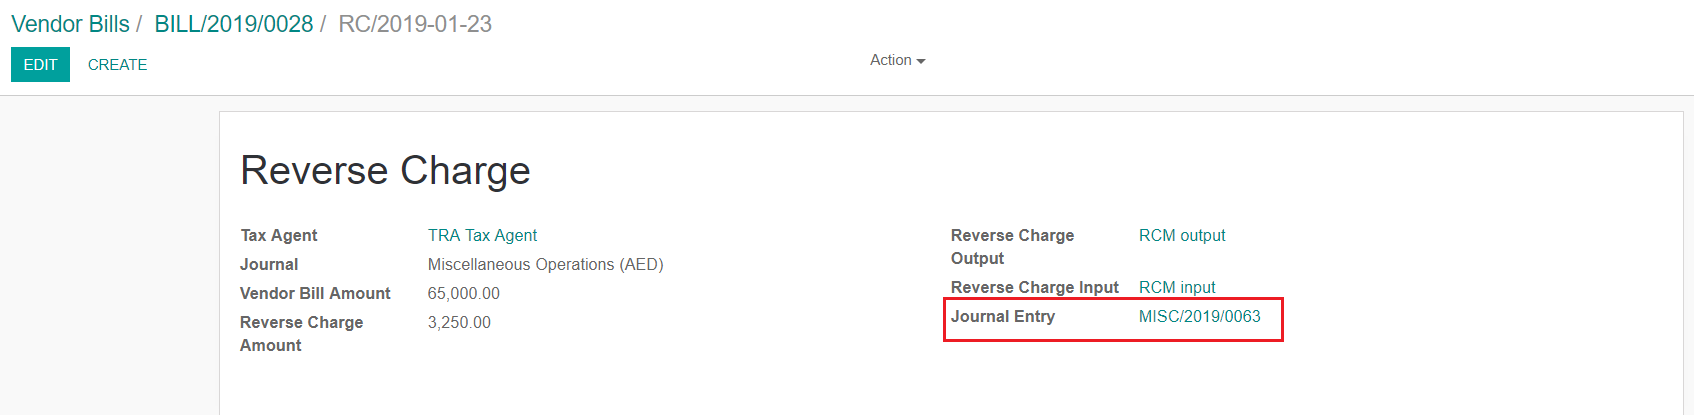 Vendor Bills / BILL/2019/0028 / RC/2019-01-23
EDIT CREATE Action
Reverse Charge
Tax Agent TRA Tax Agent
Journal Miscellaneous Operations (AED)
Vendor Bill Amount 65,000.00
Reverse Charge 3,250.00
Amount
Reverse Charge RCM output
Output
Reverse Charge Input RCM input
Journal Entry MISC/2019/0063